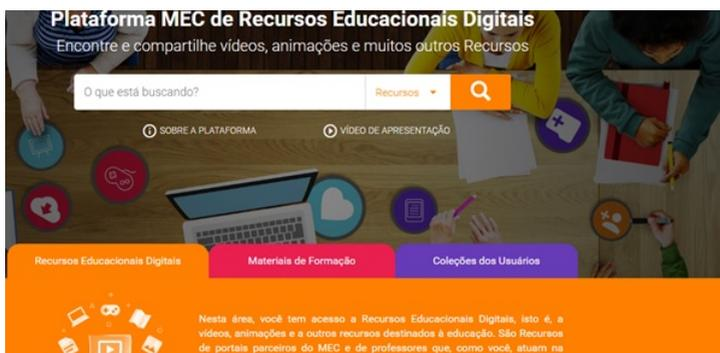 Plataforma MEC de Recursos Educacionais Digitais
Encontre e compartilhe vídeos, animações e muitos outros Recursos
O que está buscando?
Recursos
SOBRE A PLATAFORMA
VÍDEO DE APRESENTAÇÃO
Recursos Educacionais Digitais
Materiais de Formação
Coleções dos Usuários
Nesta área, você tem acesso a Recursos Educacionais Digitais, isto é, a
vídeos, animações e a outros recursos destinados à educação. São Recursos
de portais parceiros do MEC e de professores que, como você, atuam na